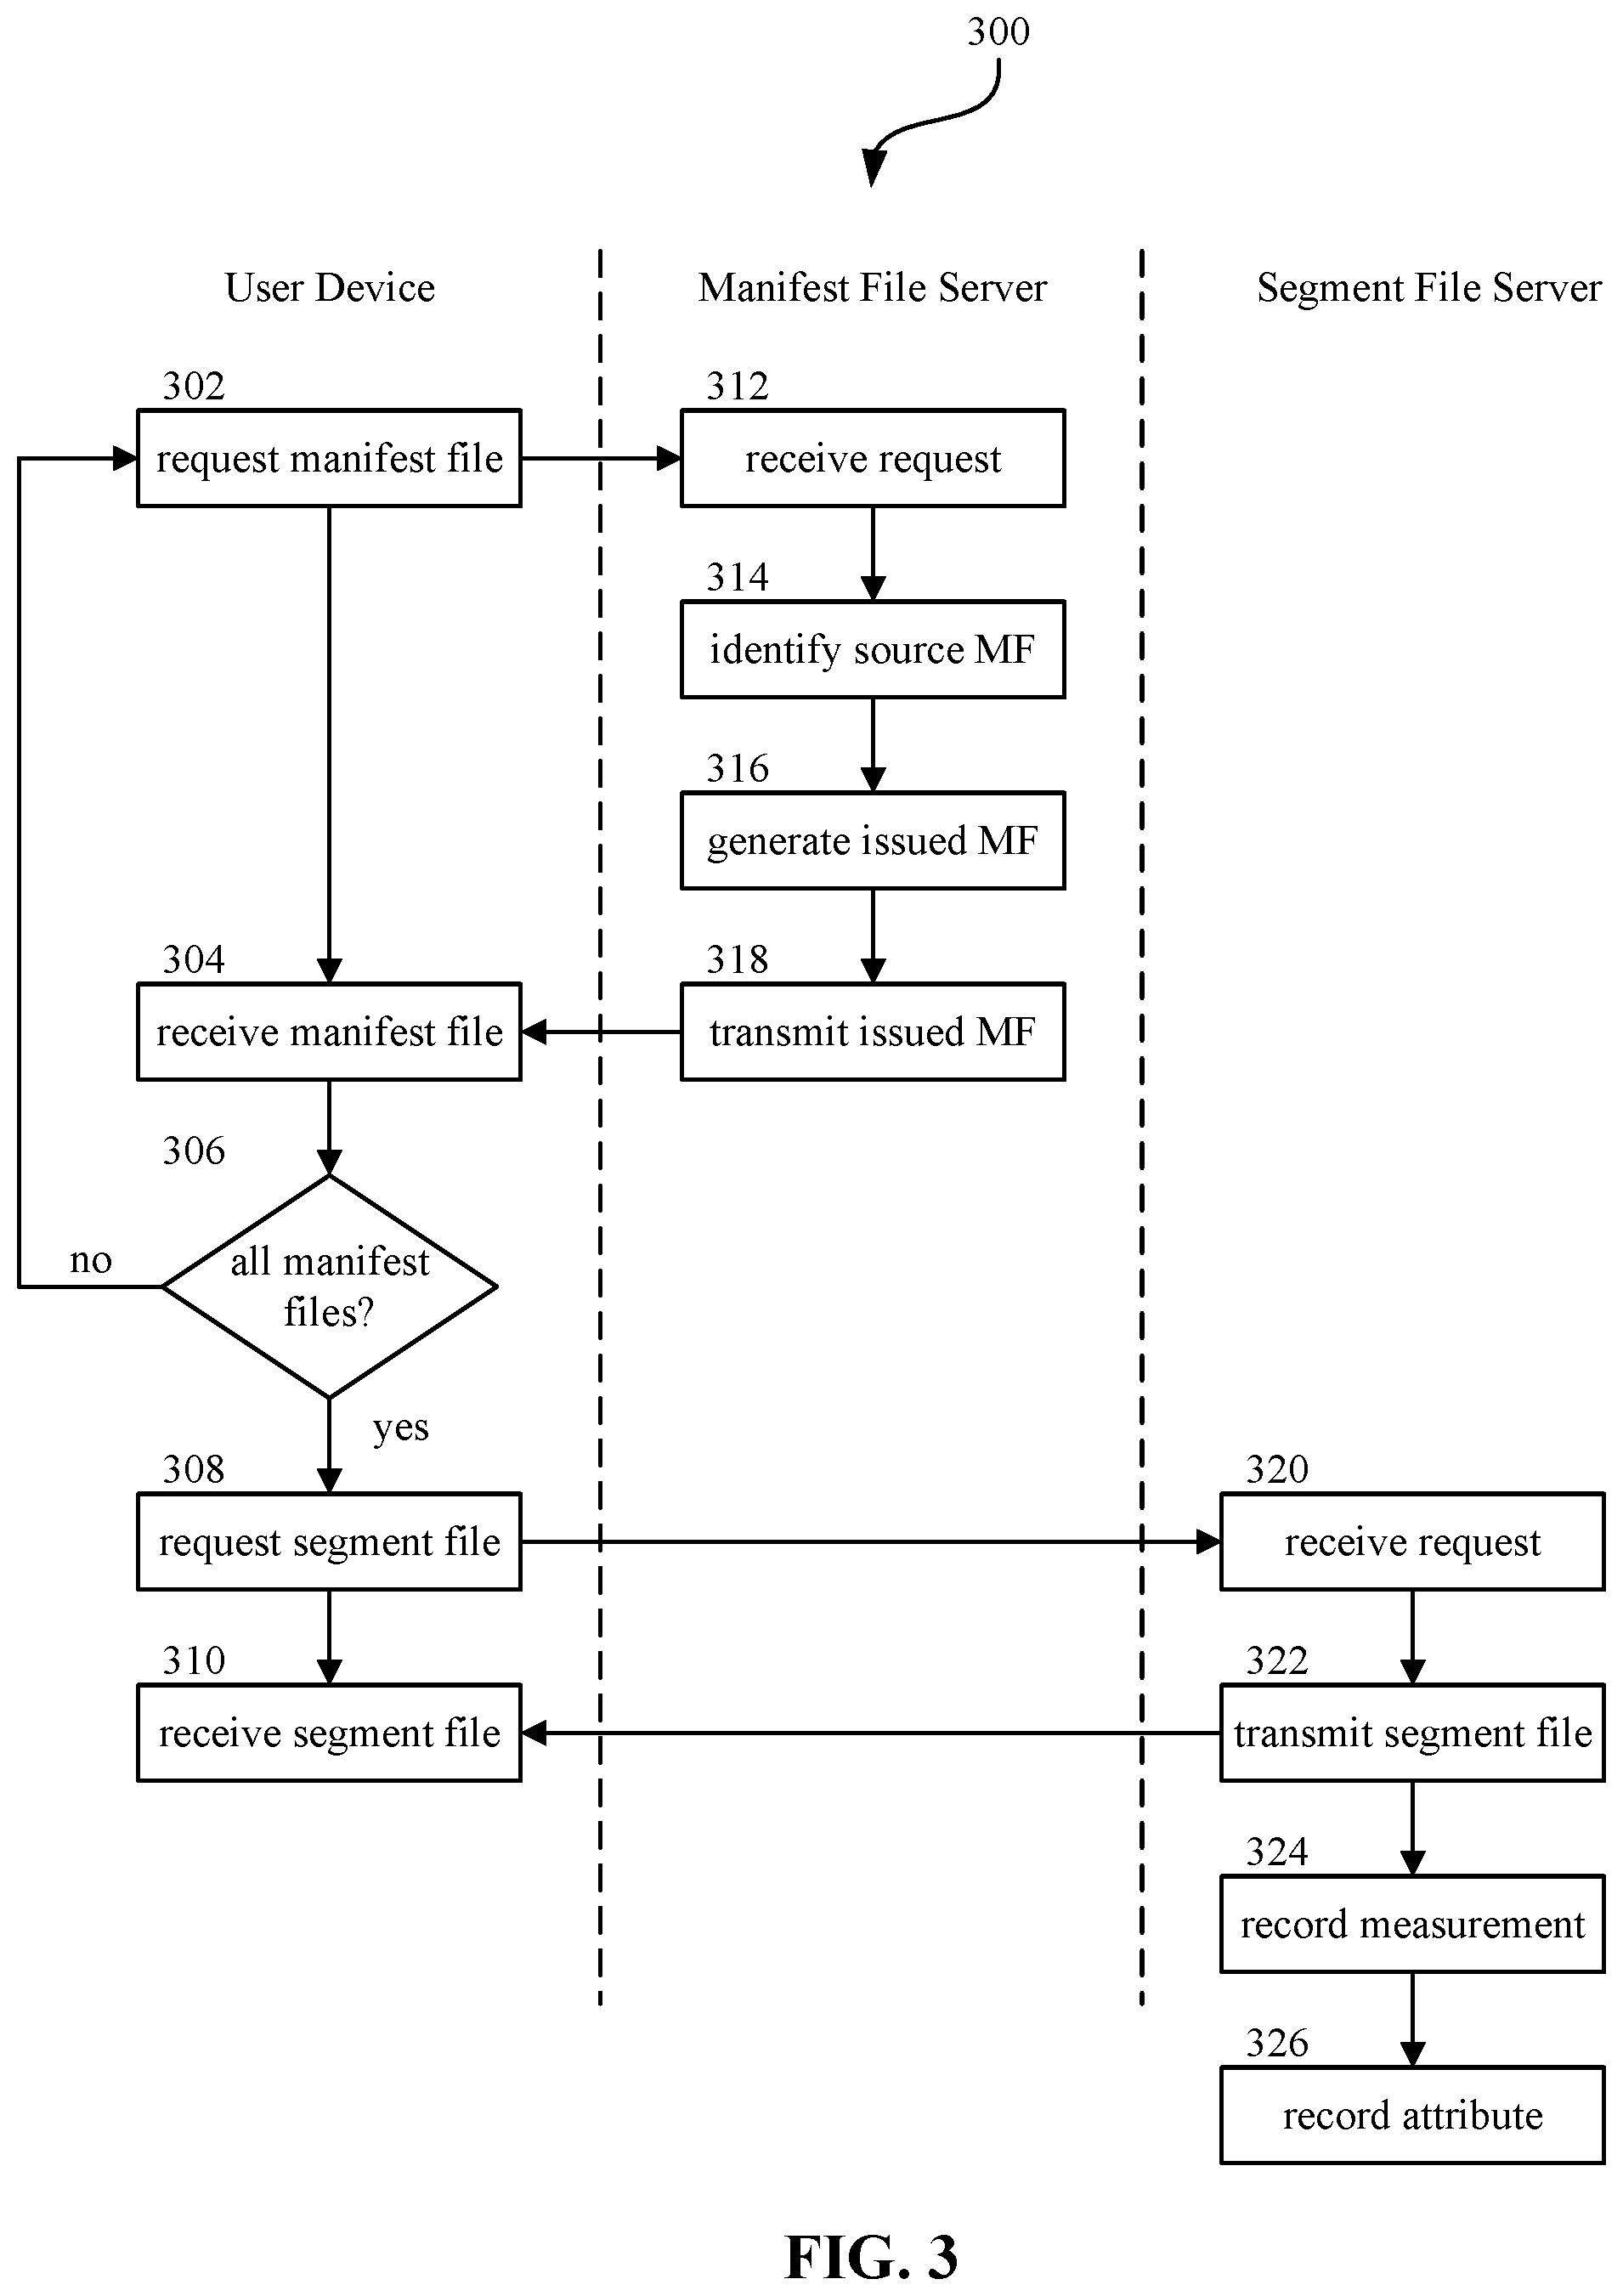 300
User Device
Manifest File Server
Segment File Server
302
request manifest file
312
receive request
314
identify source MF
316
generate issued MF
304
receive manifest file
318
transmit issued MF
306
all manifest
files?
no
yes
308
request segment file
320
receive request
310
receive segment file
322
transmit segment file
324
record measurement
326
record attribute
FIG. 3